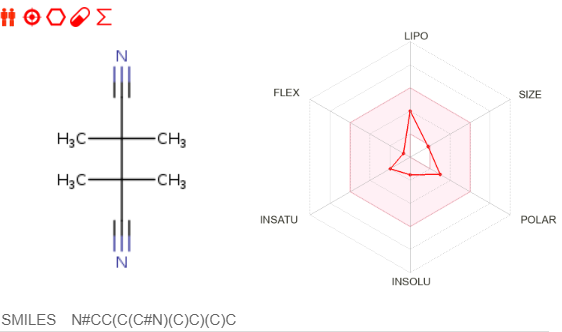 N
H3C CH3
H3C CH3
N
LIPO
FLEX SIZE
INSATU POLAR
INSOLU
SMILES N#CC(C(C#N)(C)C)(C)C